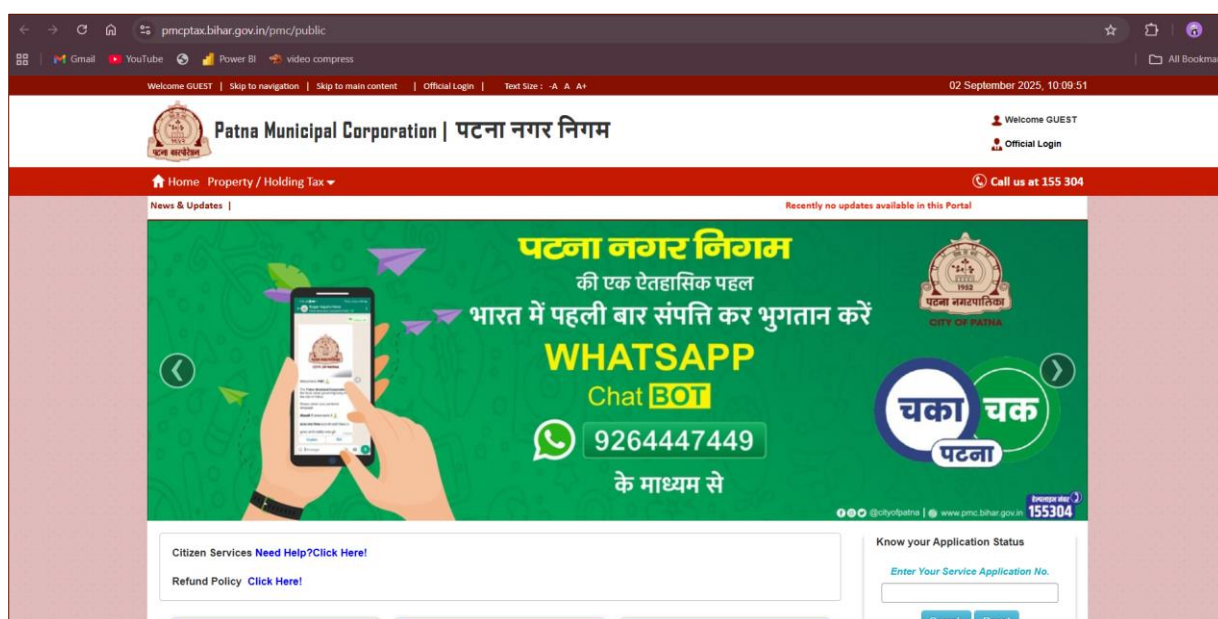 pmcptax.bihar.gov.in/pmc/public
Gmail YouTube Power BI video compress All Bookmar
Welcome GUEST | Skip to navigation | Skip to main content | Official Login | Text Size : -A A A+ 02 September 2025, 10:09:51
Patna Municipal Corporation | पटना नगर निगम
Welcome GUEST
Official Login
Home Property / Holding Tax Call us at 155 304
News & Updates | Recently no updates available in this Portal
पटना नगर निगम
की एक ऐतहासिक पहल
भारत में पहली बार संपत्ति कर भुगतान करें
WHATSAPP
Chat BOT
9264447449
के माध्यम से
1952
पटना नगरपालिका
CITY OF PATNA
चका चक
पटना
हेल्पलाइन नंबर
@cityofpatna | www.pmc.bihar.gov.in 155304
Citizen Services Need Help?Click Here!
Refund Policy Click Here!
Know your Application Status
Enter Your Service Application No.